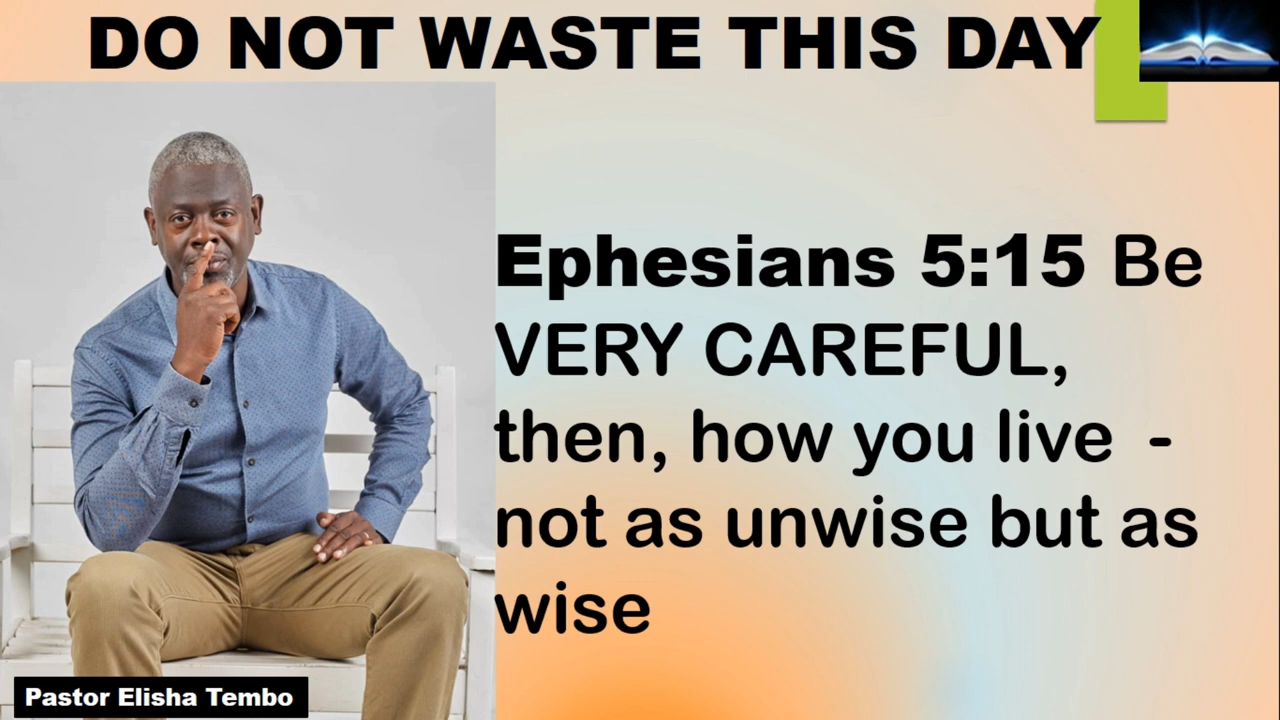 DO NOT WASTE THIS DAY
Ephesians 5:15 Be
VERY CAREFUL,
then, how you live -
not as unwise but as
wise
Pastor Elisha Tembo